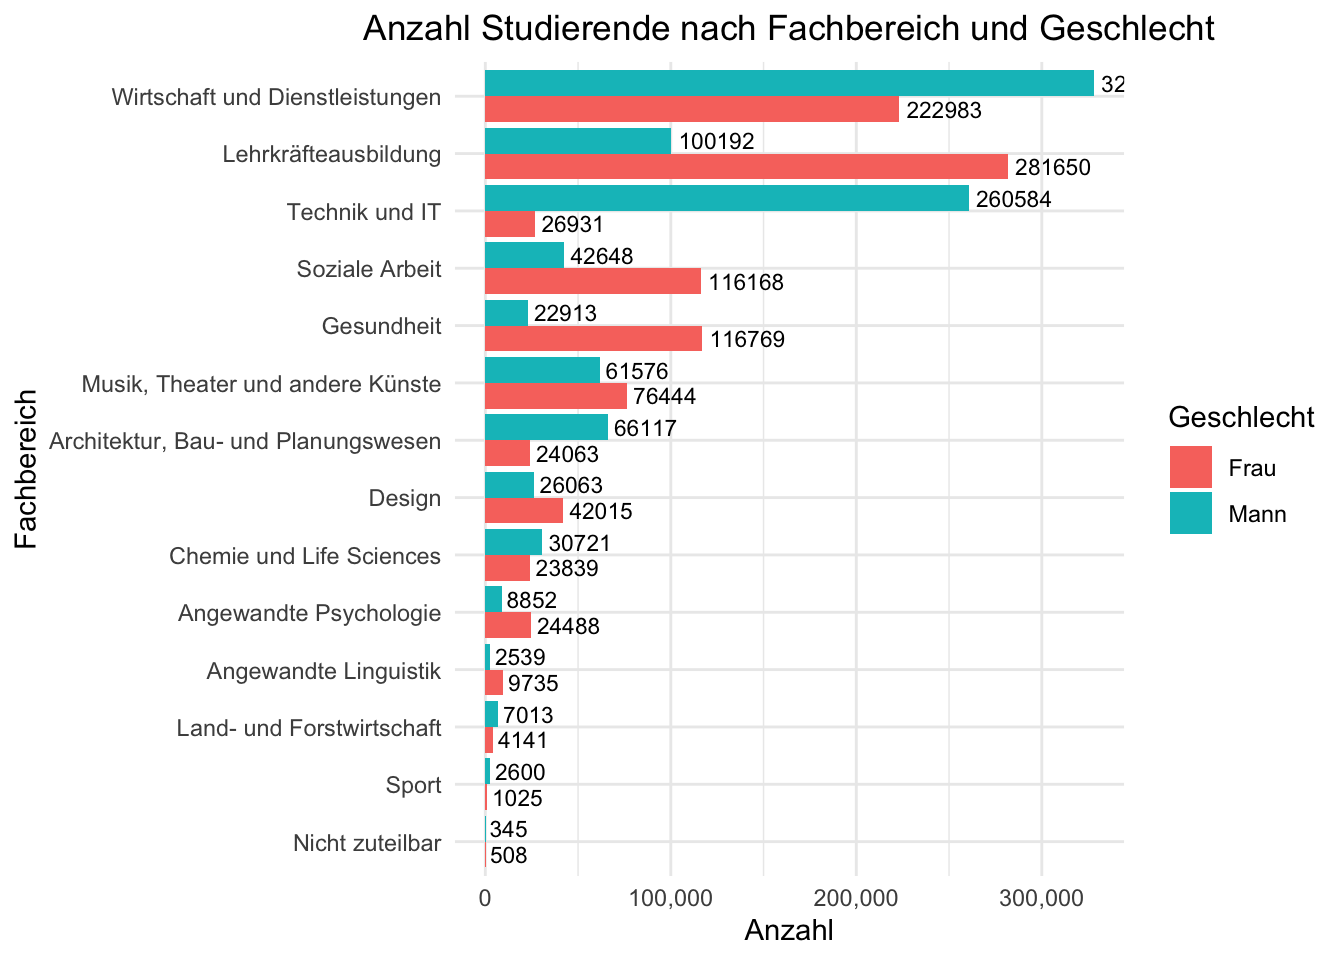 Anzahl Studierende nach Fachbereich und Geschlecht
Fachbereich
Wirtschaft und Dienstleistungen
32
222983
Lehrkräfteausbildung
100192
281650
Technik und IT
260584
26931
Soziale Arbeit
42648
116168
Gesundheit
22913
116769
Musik, Theater und andere Künste
61576
76444
Architektur, Bau- und Planungswesen
66117
24063
Design
26063
42015
Chemie und Life Sciences
30721
23839
Angewandte Psychologie
8852
24488
Angewandte Linguistik
2539
9735
Land- und Forstwirtschaft
7013
4141
Sport
2600
1025
Nicht zuteilbar
345
508
0 100,000 200,000 300,000
Anzahl
Geschlecht
Frau
Mann